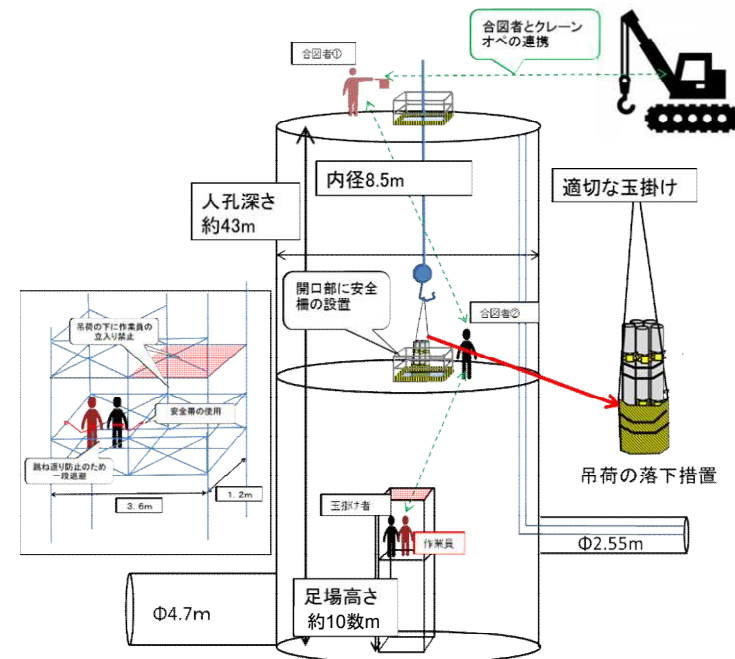 合図者①
合図者とクレーン
オペの連携
内径8.5m
人孔深さ
約43m
適切な玉掛け
開口部に安全
柵の設置
合図者②
吊荷の下に作業員の
立入り禁止
安全帯の使用
跳ね返り防止のため
一段退避
3.6m
1.2m
吊荷の落下措置
玉掛け者
作業員
Φ2.55m
Φ4.7m
足場高さ
約10数m